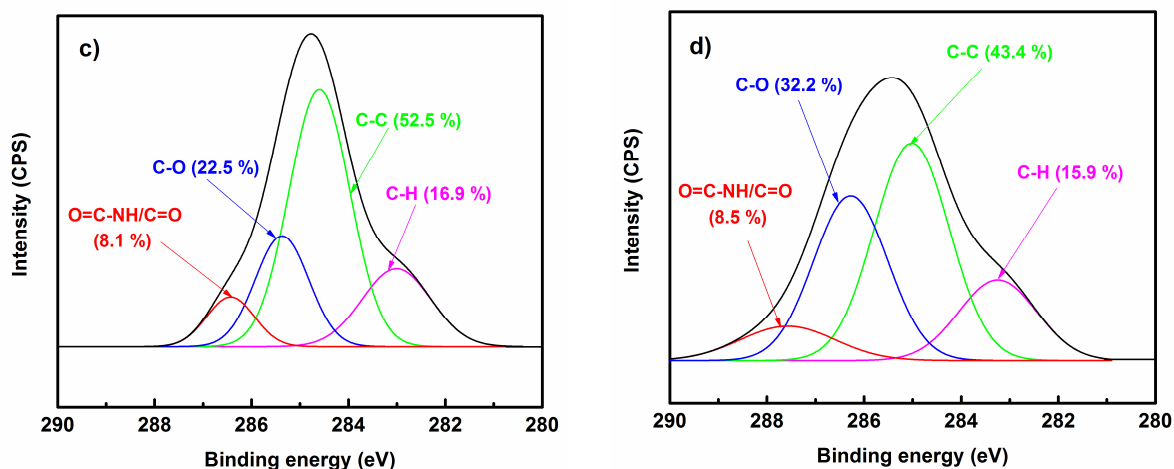 c)
C-C (52.5 %)
C-O (22.5%)
C-H (16.9 %)
O=C-NH/C=O
(8.1 %)
Intensity (CPS)
290 288 286 284 282 280
Binding energy (eV)
d)
C-C (43.4 %)
C-O (32.2 %)
C-H (15.9 %)
O=C-NH/C=O
(8.5 %)
Intensity (CPS)
290 288 286 284 282 280
Binding energy (eV)